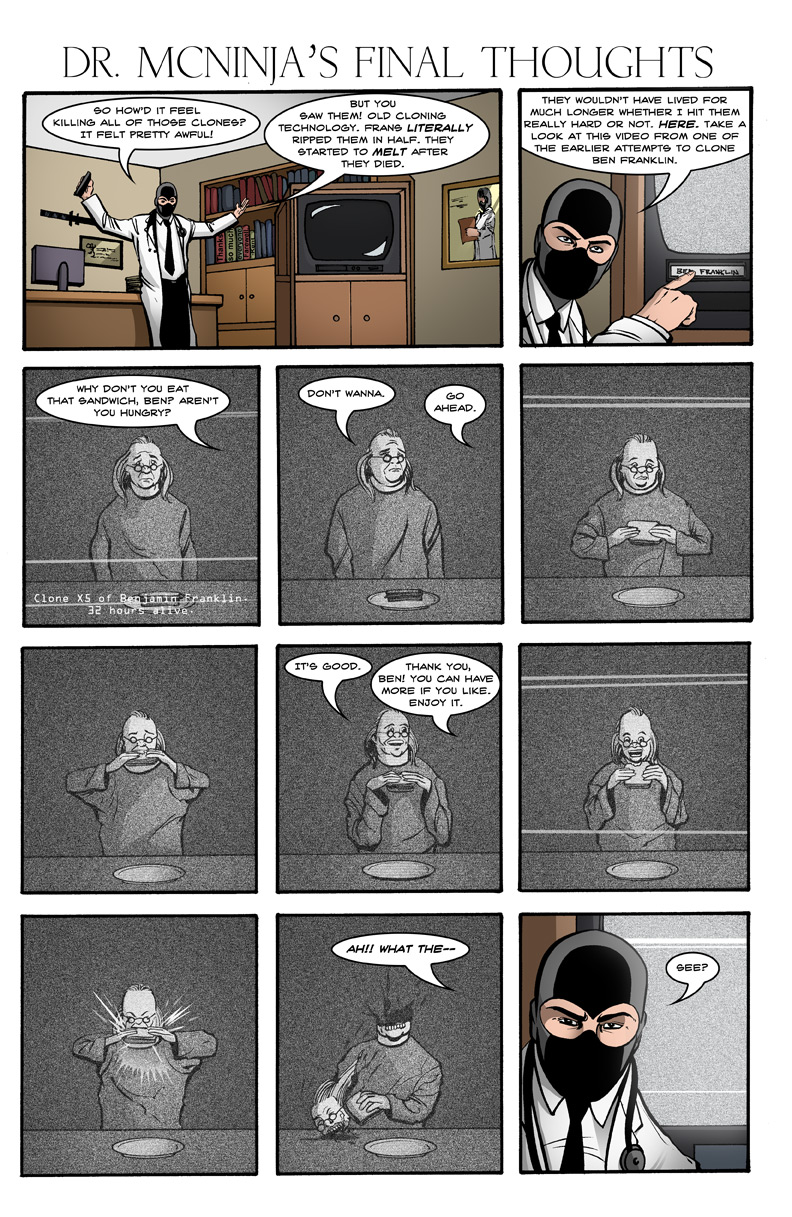 DR. MCNINJA'S FINAL THOUGHTS
SO HOW'D IT FEEL
KILLING ALL OF THOSE CLONES?
IT FELT PRETTY AWFUL!
BUT YOU
SAW THEM! OLD CLONING
TECHNOLOGY. FRANS LITERALLY
RIPPED THEM IN HALF. THEY
STARTED TO MELT AFTER
THEY DIED.
thank
so much
everyone
farewell
THEY WOULDN'T HAVE LIVED FOR
MUCH LONGER WHETHER I HIT THEM
REALLY HARD OR NOT. HERE. TAKE A
LOOK AT THIS VIDEO FROM ONE OF
THE EARLIER ATTEMPTS TO CLONE
BEN FRANKLIN.
BEN FRANKLIN
WHY DON'T YOU EAT
THAT SANDWICH, BEN? AREN'T
YOU HUNGRY?
Clone X5 of Benjamin Franklin.
32 hours alive.
DON'T WANNA.
GO
AHEAD.
IT'S GOOD.
THANK YOU,
BEN! YOU CAN HAVE
MORE IF YOU LIKE.
ENJOY IT.
AH!! WHAT THE--
SEE?